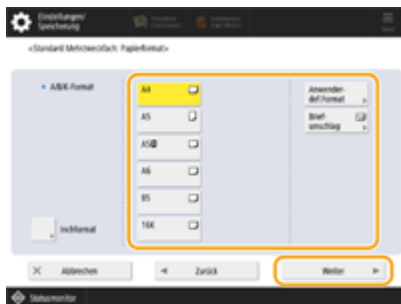 Einstellungen/
Speicherung
<Standard Mehrzweckfach: Papierformat>
A/B/K-Format
A4
A5
A5R
A6
B5
16K
Anwender-
def.Format
Brief-
umschlag
Inchformat
Abbrechen
Zurück
Weiter
Statusmonitor